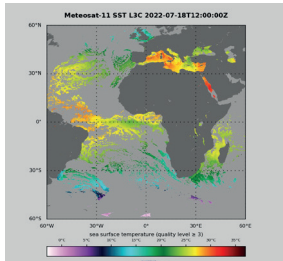 Meteosat-11 SST L3C 2022-07-18T12:00:00Z
60°N
30°N
0°
30°S
60°S
60°W 30°W 0° 30°E 60°E
sea surface temperature (quality level ≥ 3)
0°C 5°C 10°C 15°C 20°C 25°C 30°C 35°C